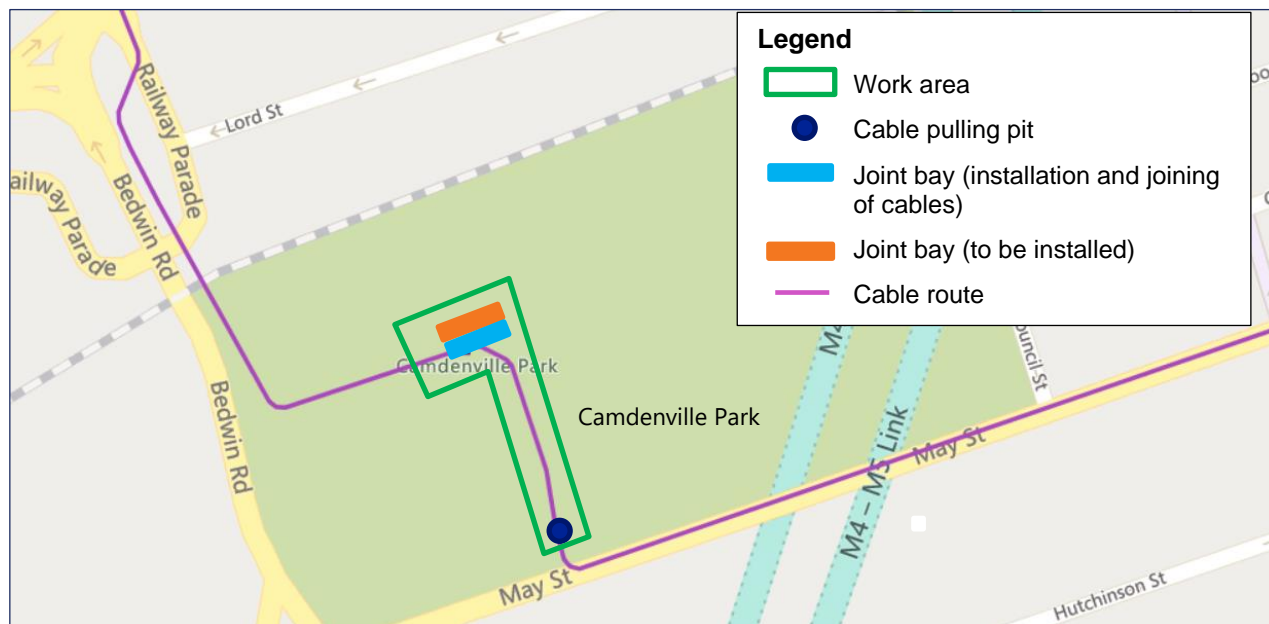 Legend
Work area
Cable pulling pit
Joint bay (installation and joining
of cables)
Joint bay (to be installed)
Cable route
Railway Parade
Lord St
ailway Parade
Bedwin Rd
Camdenville Park
Camdenville Park
Bedwin Rd
M4
M4 – M5 Link
ouncil St
May St
May St
Hutchinson St